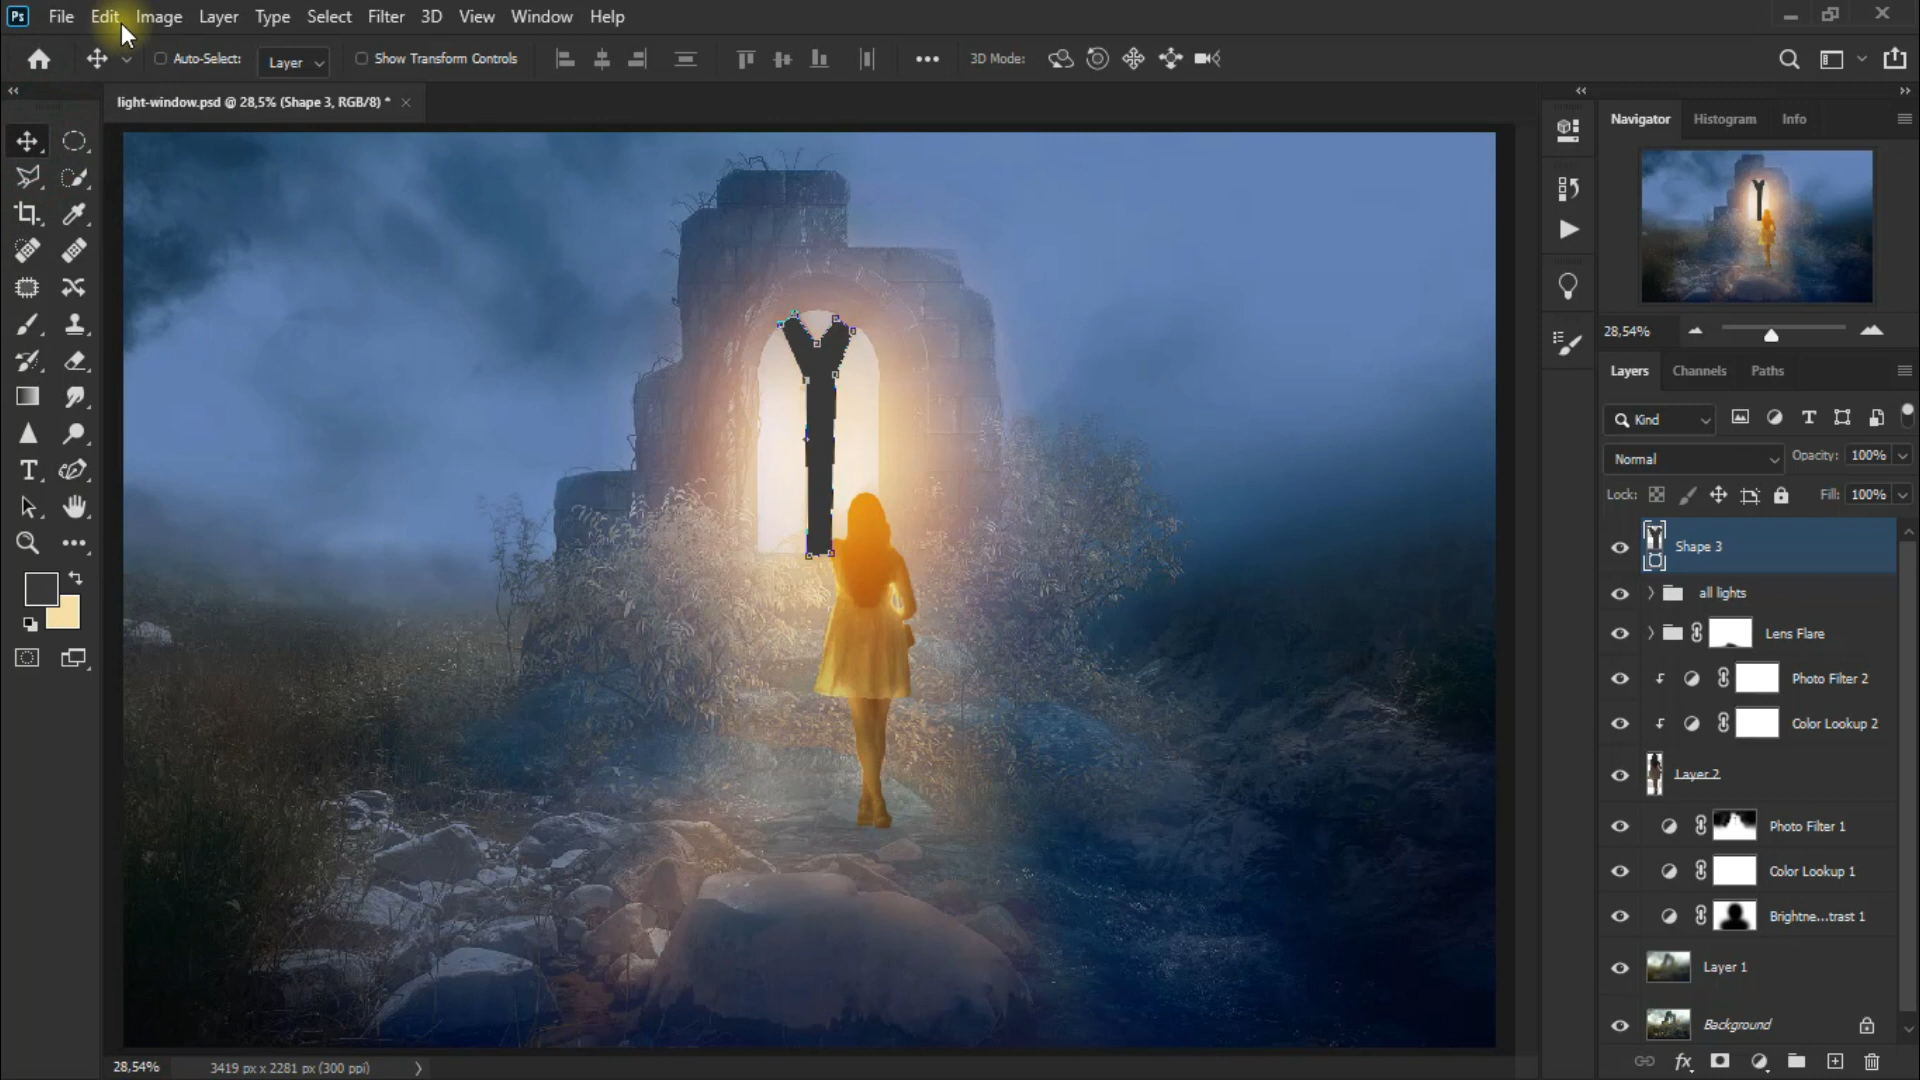 Ps File Edit Image Layer Type Select Filter 3D View Window Help
Auto-Select: Layer Show Transform Controls 3D Mode:
light-window.psd @ 28,5% (Shape 3, RGB/8) *
Navigator Histogram Info
28,54%
Layers Channels Paths
Kind
Normal Opacity: 100%
Lock: Fill: 100%
Shape 3
all lights
Lens Flare
Photo Filter 2
Color Lookup 2
Layer 2
Photo Filter 1
Color Lookup 1
Brightne...trast 1
Layer 1
Background
28,54% 3419 px x 2281 px (300 ppi)